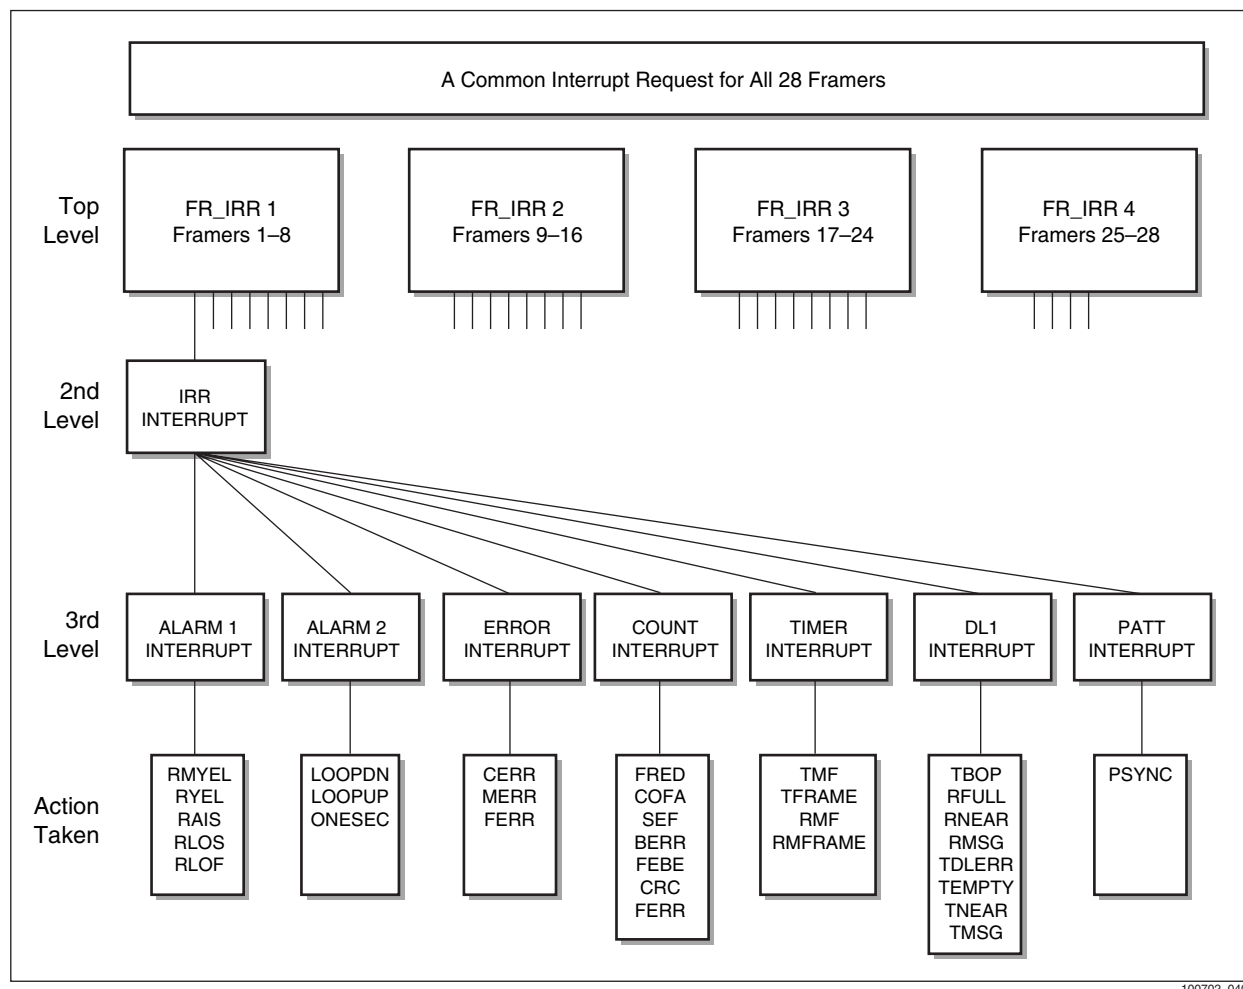 A Common Interrupt Request for All 28 Framers
Top
Level
FR_IRR 1
Framers 1–8
FR_IRR 2
Framers 9–16
FR_IRR 3
Framers 17–24
FR_IRR 4
Framers 25–28
2nd
Level
IRR
INTERRUPT
3rd
Level
ALARM 1
INTERRUPT
ALARM 2
INTERRUPT
ERROR
INTERRUPT
COUNT
INTERRUPT
TIMER
INTERRUPT
DL1
INTERRUPT
PATT
INTERRUPT
Action
Taken
RMYEL
RYEL
RAIS
RLOS
RLOF
LOOPDN
LOOPUP
ONESEC
CERR
MERR
FERR
FRED
COFA
SEF
BERR
FEBE
CRC
FERR
TMF
TFRAME
RMF
RMFRAME
TBOP
RFULL
RNEAR
RMSG
TDLERR
TEMPTY
TNEAR
TMSG
PSYNC